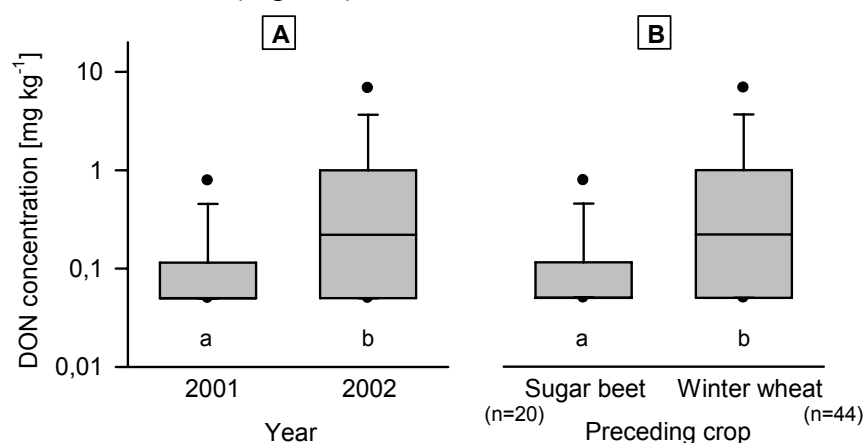 A
B
DON concentration [mg kg⁻¹]
10
1
0,1
0,01
a
b
a
b
2001
2002
Sugar beet
Winter wheat
(n=20)
(n=44)
Year
Preceding crop